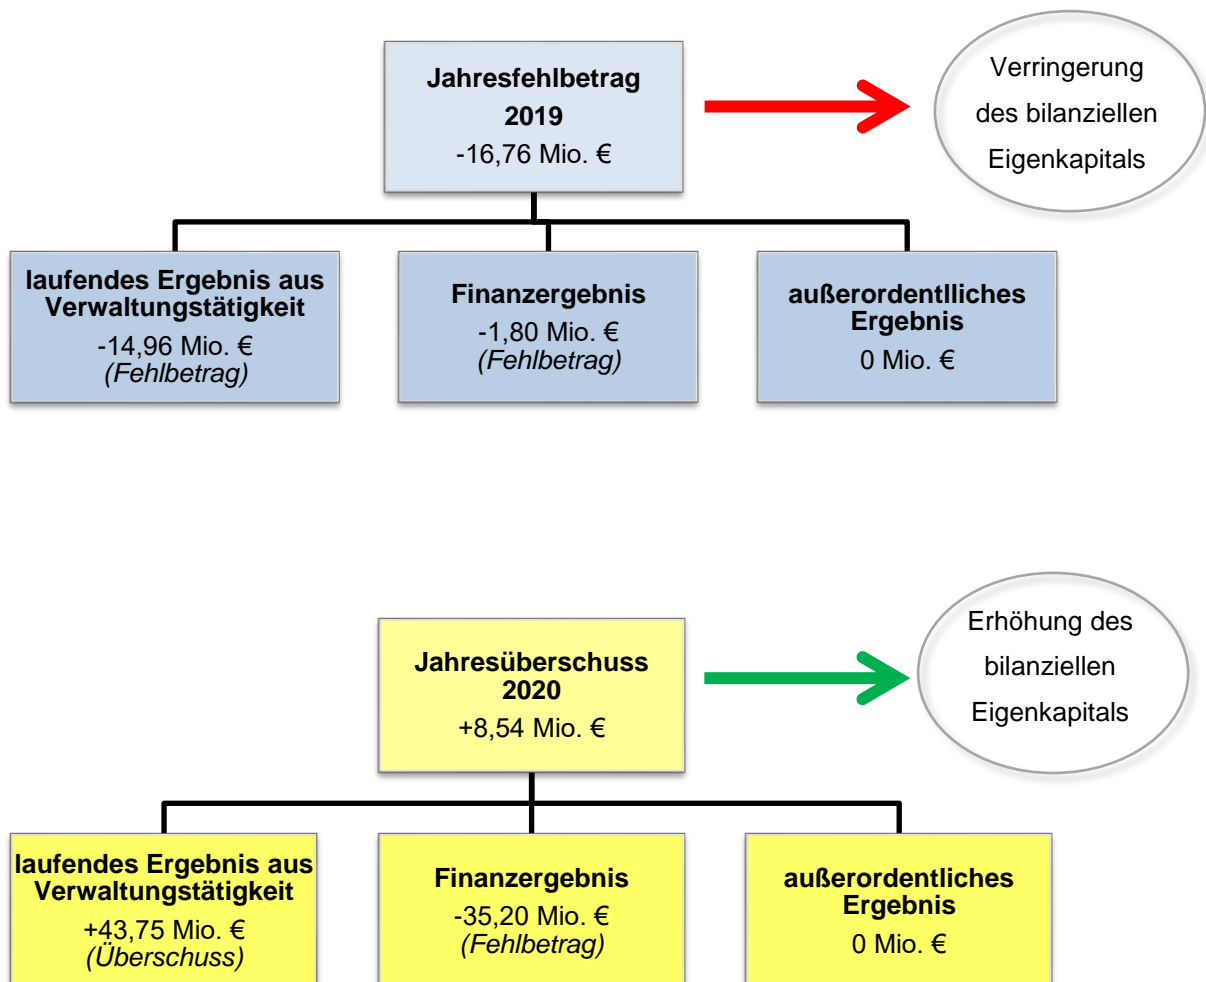 Jahresfehlbetrag
2019
-16,76 Mio. €
Verringerung
des bilanziellen
Eigenkapitals
laufendes Ergebnis aus
Verwaltungstätigkeit
-14,96 Mio. €
(Fehlbetrag)
Finanzergebnis
-1,80 Mio. €
(Fehlbetrag)
außerordentlliches
Ergebnis
0 Mio. €
Jahresüberschuss
2020
+8,54 Mio. €
Erhöhung des
bilanziellen
Eigenkapitals
laufendes Ergebnis aus
Verwaltungstätigkeit
+43,75 Mio. €
(Überschuss)
Finanzergebnis
-35,20 Mio. €
(Fehlbetrag)
außerordentliches
Ergebnis
0 Mio. €